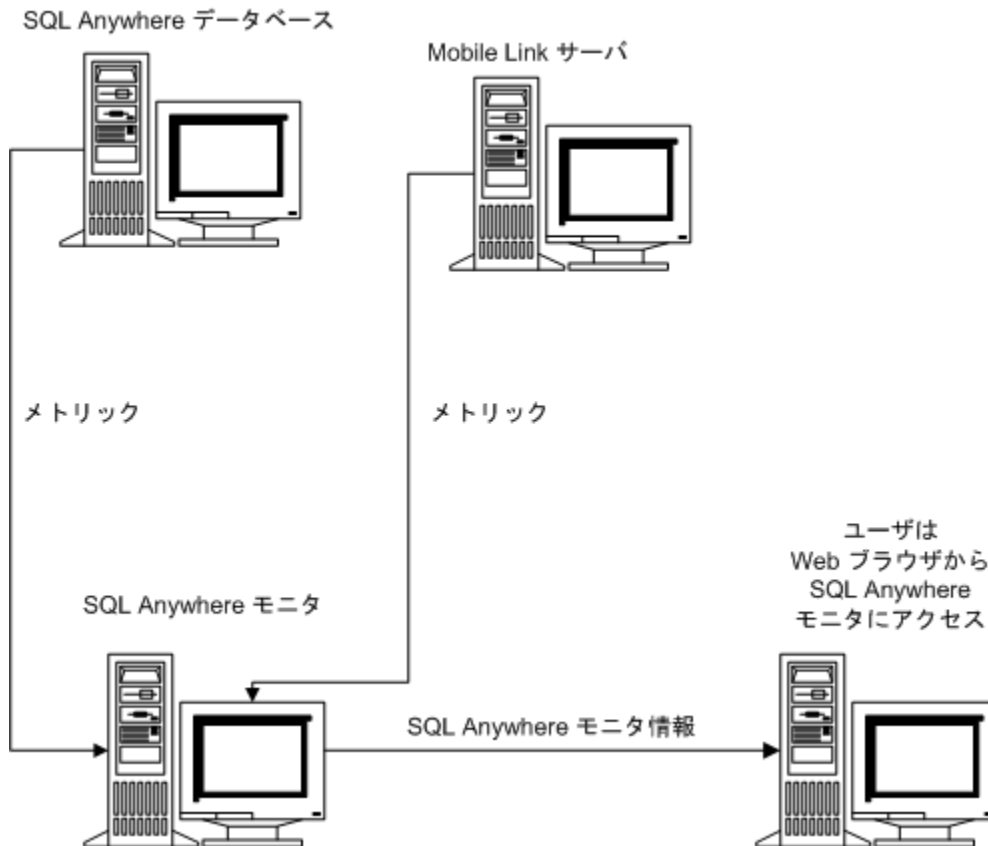 SQL Anywhere データベース
Mobile Link サーバ
メトリック
メトリック
ユーザは
Web ブラウザから
SQL Anywhere
モニタにアクセス
SQL Anywhere モニタ
SQL Anywhere モニタ情報